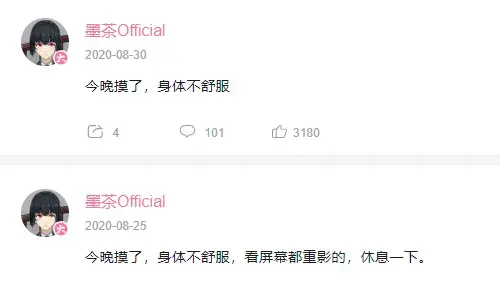 墨茶Official
2020-08-30
今晚摸了，身体不舒服
4
101
3180
墨茶Official
2020-08-25
今晚摸了，身体不舒服，看屏幕都重影的，休息一下。